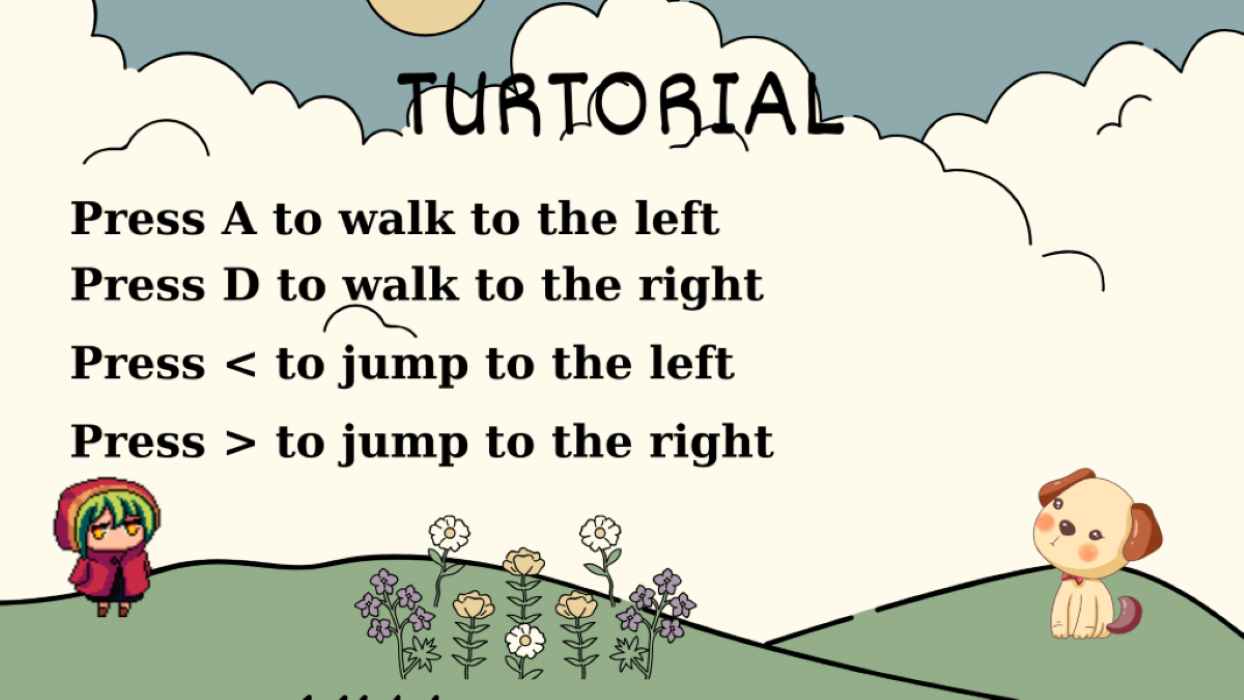 TURTORIAL
Press A to walk to the left
Press D to walk to the right
Press < to jump to the left
Press > to jump to the right